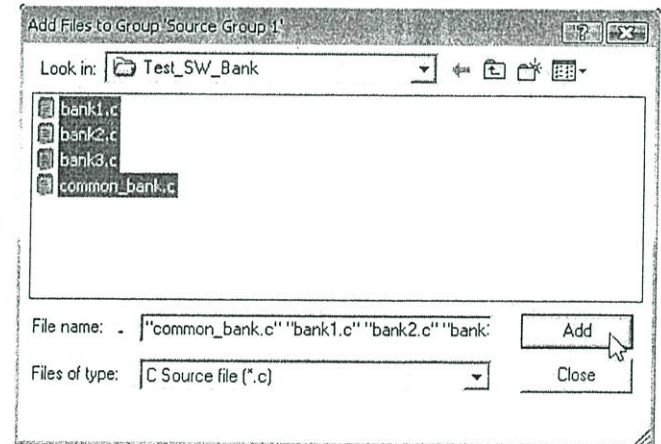 Add Files to Group 'Source Group 1'
Look in: Test_SW_Bank
bank1.c
bank2.c
bank3.c
common_bank.c
File name: "common_bank.c" "bank1.c" "bank2.c" "bank:
Add
Files of type: C Source file (*.c)
Close